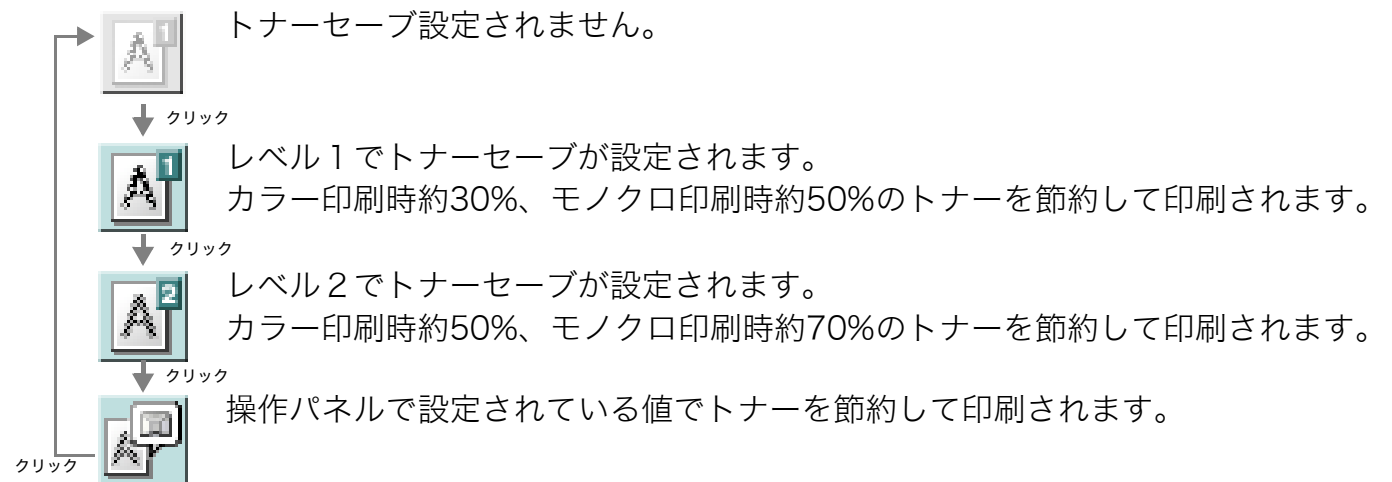 トナーセーブ設定されません。
クリック
レベル１でトナーセーブが設定されます。
カラー印刷時約30%、モノクロ印刷時約50%のトナーを節約して印刷されます。
クリック
レベル２でトナーセーブが設定されます。
カラー印刷時約50%、モノクロ印刷時約70%のトナーを節約して印刷されます。
クリック
操作パネルで設定されている値でトナーを節約して印刷されます。
クリック
A 1
A 1
A 2
A